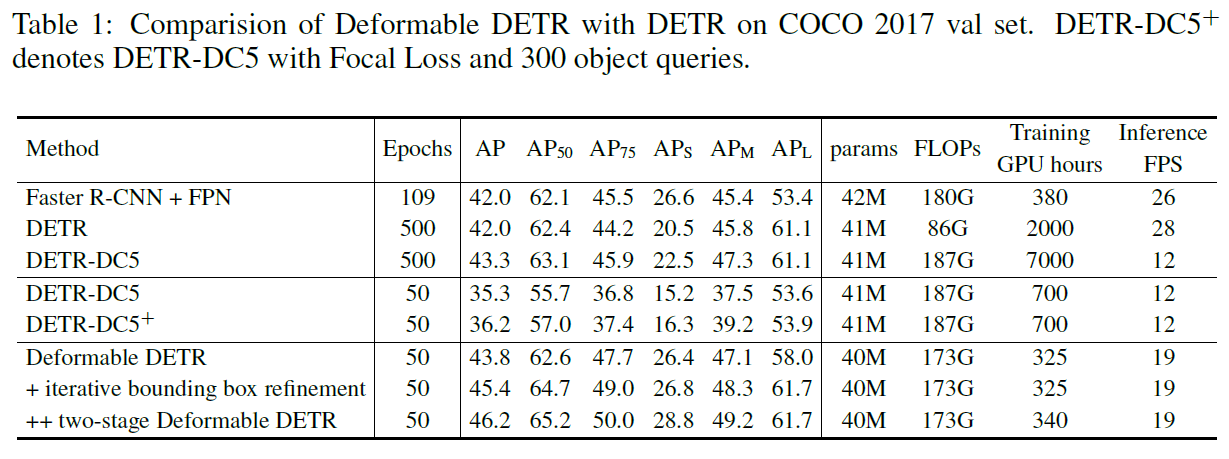 Table 1: Comparision of Deformable DETR with DETR on COCO 2017 val set. DETR-DC5+
denotes DETR-DC5 with Focal Loss and 300 object queries.
Method Epochs AP AP50 AP75 APS APM APL params FLOPs Training GPU hours Inference FPS
Faster R-CNN + FPN 109 42.0 62.1 45.5 26.6 45.4 53.4 42M 180G 380 26
DETR 500 42.0 62.4 44.2 20.5 45.8 61.1 41M 86G 2000 28
DETR-DC5 500 43.3 63.1 45.9 22.5 47.3 61.1 41M 187G 7000 12
DETR-DC5 50 35.3 55.7 36.8 15.2 37.5 53.6 41M 187G 700 12
DETR-DC5+ 50 36.2 57.0 37.4 16.3 39.2 53.9 41M 187G 700 12
Deformable DETR 50 43.8 62.6 47.7 26.4 47.1 58.0 40M 173G 325 19
+ iterative bounding box refinement 50 45.4 64.7 49.0 26.8 48.3 61.7 40M 173G 325 19
++ two-stage Deformable DETR 50 46.2 65.2 50.0 28.8 49.2 61.7 40M 173G 340 19